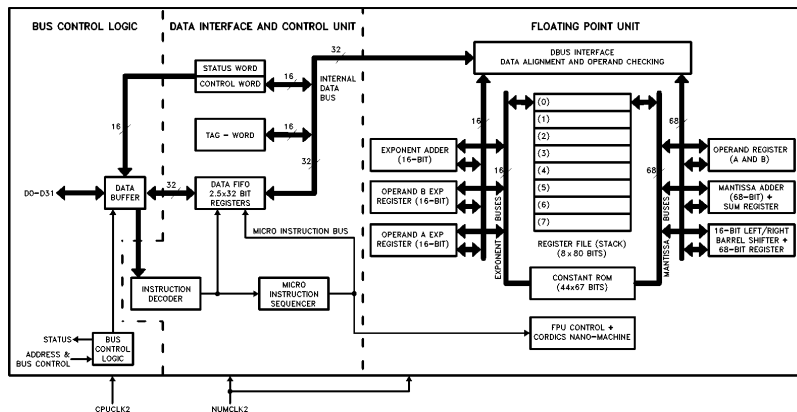 BUS CONTROL LOGIC
DATA INTERFACE AND CONTROL UNIT
FLOATING POINT UNIT
STATUS WORD
CONTROL WORD
16
32
INTERNAL
DATA
BUS
DBUS INTERFACE
DATA ALIGNMENT AND OPERAND CHECKING
16
TAG - WORD
16
32
DO-D31
DATA
BUFFER
32
DATA FIFO
2.5x32 BIT
REGISTERS
MICRO INSTRUCTION BUS
INSTRUCTION
DECODER
MICRO
INSTRUCTION
SEQUENCER
STATUS
ADDRESS &
BUS CONTROL
BUS
CONTROL
LOGIC
CPUCLK2
NUMCLK2
16
EXPONENT ADDER
(16-BIT)
OPERAND B EXP
REGISTER (16-BIT)
OPERAND A EXP
REGISTER (16-BIT)
16
EXPONENT BUSES
(0)
(1)
(2)
(3)
(4)
(5)
(6)
(7)
REGISTER FILE (STACK)
(8 x 80 BITS)
CONSTANT ROM
(44x67 BITS)
FPU CONTROL +
CORDICS NANO-MACHINE
68
68
MANTISSA BUSES
OPERAND REGISTER
(A AND B)
MANTISSA ADDER
(68-BIT) +
SUM REGISTER
16-BIT LEFT/RIGHT
BARREL SHIFTER +
68-BIT REGISTER